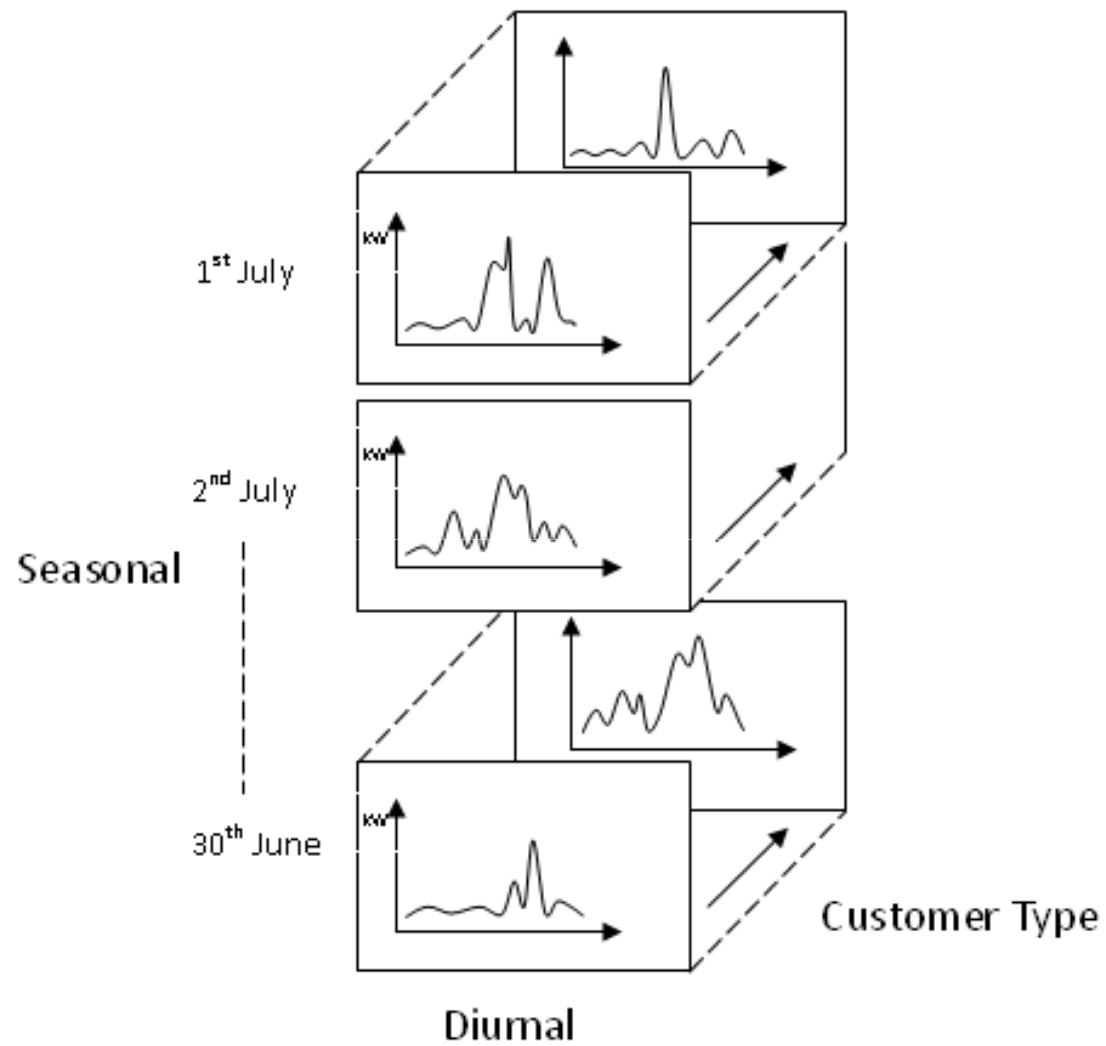 kW
1st July
kW
2nd July
Seasonal
kW
30th June
Customer Type
Diurnal